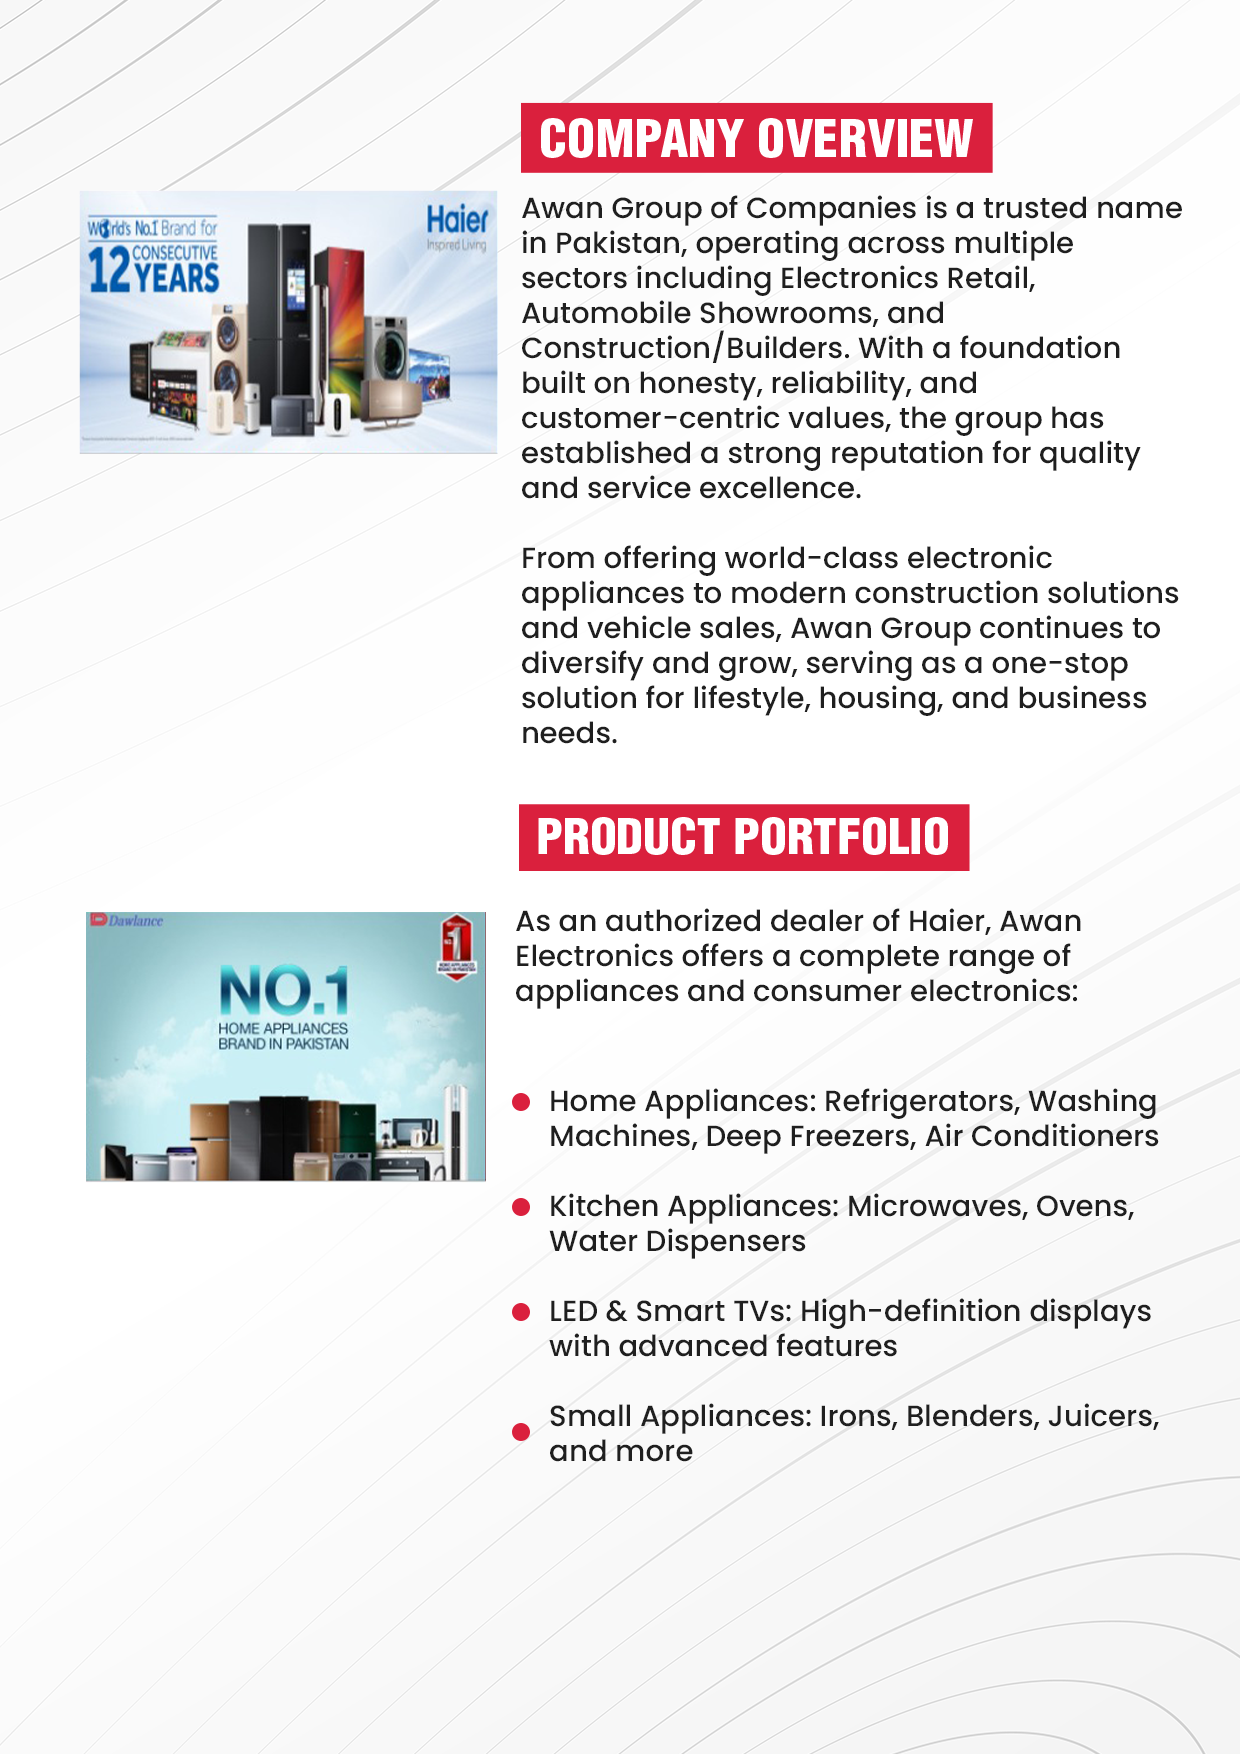 COMPANY OVERVIEW
World's No.1 Brand for
12 CONSECUTIVE
YEARS
Haier
Inspired Living
Awan Group of Companies is a trusted name
in Pakistan, operating across multiple
sectors including Electronics Retail,
Automobile Showrooms, and
Construction/Builders. With a foundation
built on honesty, reliability, and
customer-centric values, the group has
established a strong reputation for quality
and service excellence.
From offering world-class electronic
appliances to modern construction solutions
and vehicle sales, Awan Group continues to
diversify and grow, serving as a one-stop
solution for lifestyle, housing, and business
needs.
PRODUCT PORTFOLIO
Dawlance
NO.1
HOME APPLIANCES
BRAND IN PAKISTAN
NO.1
HOME APPLIANCES
BRAND IN PAKISTAN
As an authorized dealer of Haier, Awan
Electronics offers a complete range of
appliances and consumer electronics:
Home Appliances: Refrigerators, Washing
Machines, Deep Freezers, Air Conditioners
Kitchen Appliances: Microwaves, Ovens,
Water Dispensers
LED & Smart TVs: High-definition displays
with advanced features
Small Appliances: Irons, Blenders, Juicers,
and more